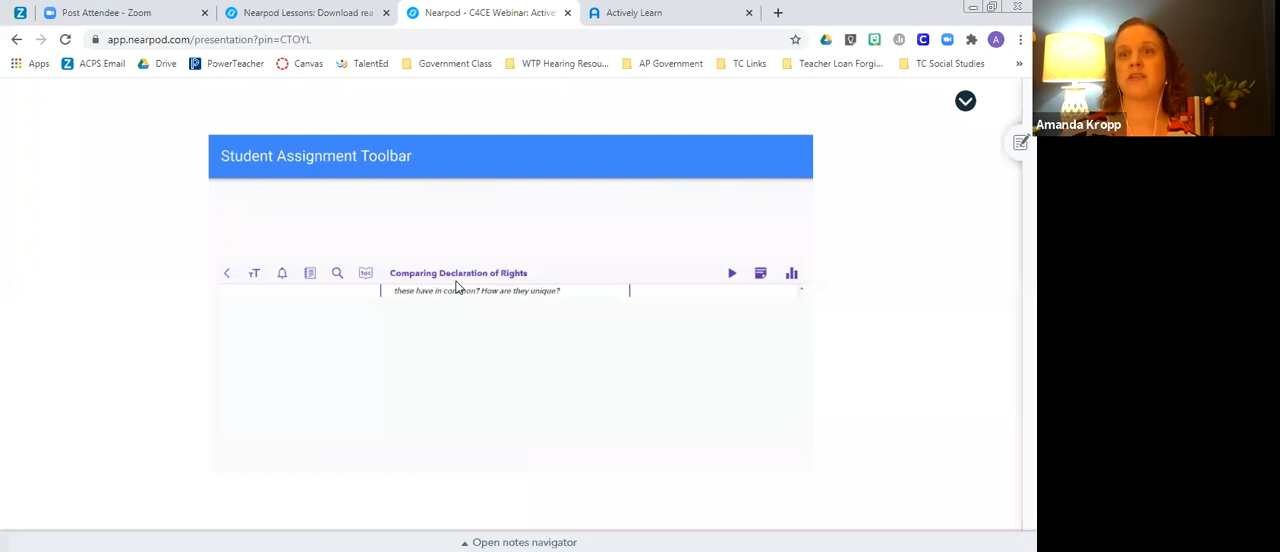 Post Attendee - Zoom
Nearpod Lessons: Download rea
Nearpod - C4CE Webinar: Active
Actively Learn
app.nearpod.com/presentation?pin=CTOYL
A
Apps
ACPS Email
Drive
PowerTeacher
Canvas
TalentEd
Government Class
WTP Hearing Resou...
AP Government
TC Links
Teacher Loan Forgi...
TC Social Studies
»
Amanda Kropp
Student Assignment Toolbar
TT
toc
Comparing Declaration of Rights
these have in common? How are they unique?
Open notes navigator